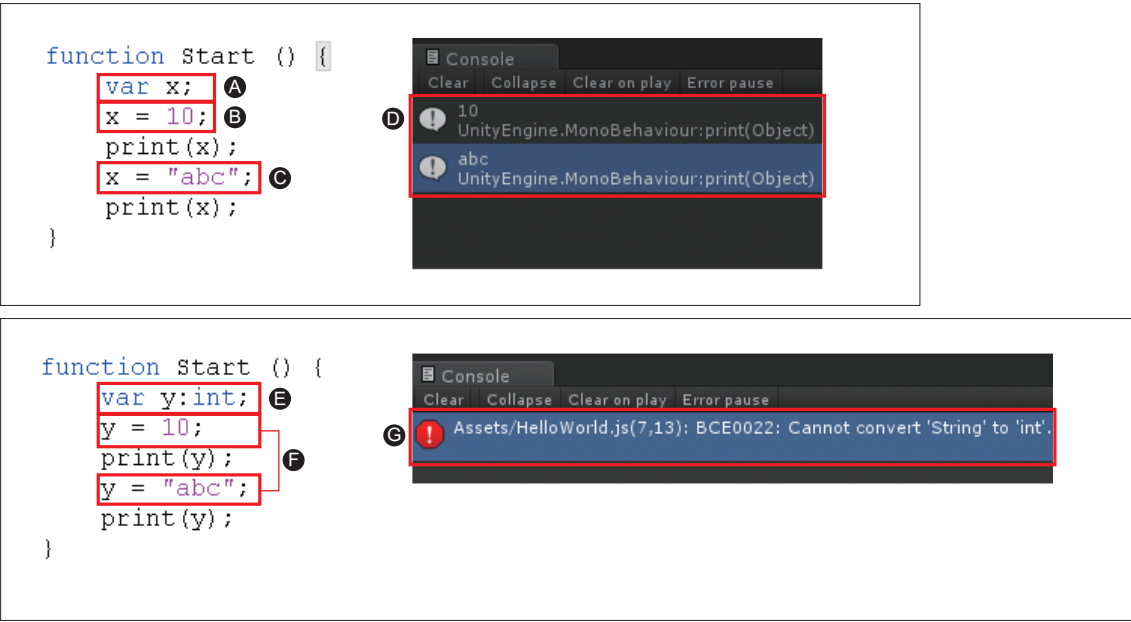 function Start () {
var x; A
x = 10; B
print(x);
x = "abc"; C
print(x);
}
Console
Clear Collapse Clear on play Error pause
D
10
UnityEngine.MonoBehaviour:print(Object)
abc
UnityEngine.MonoBehaviour:print(Object)
function Start () {
var y:int; E
y = 10;
print(y); F
y = "abc";
print(y);
}
Console
Clear Collapse Clear on play Error pause
G Assets/HelloWorld.js(7,13): BCE0022: Cannot convert 'String' to 'int'.